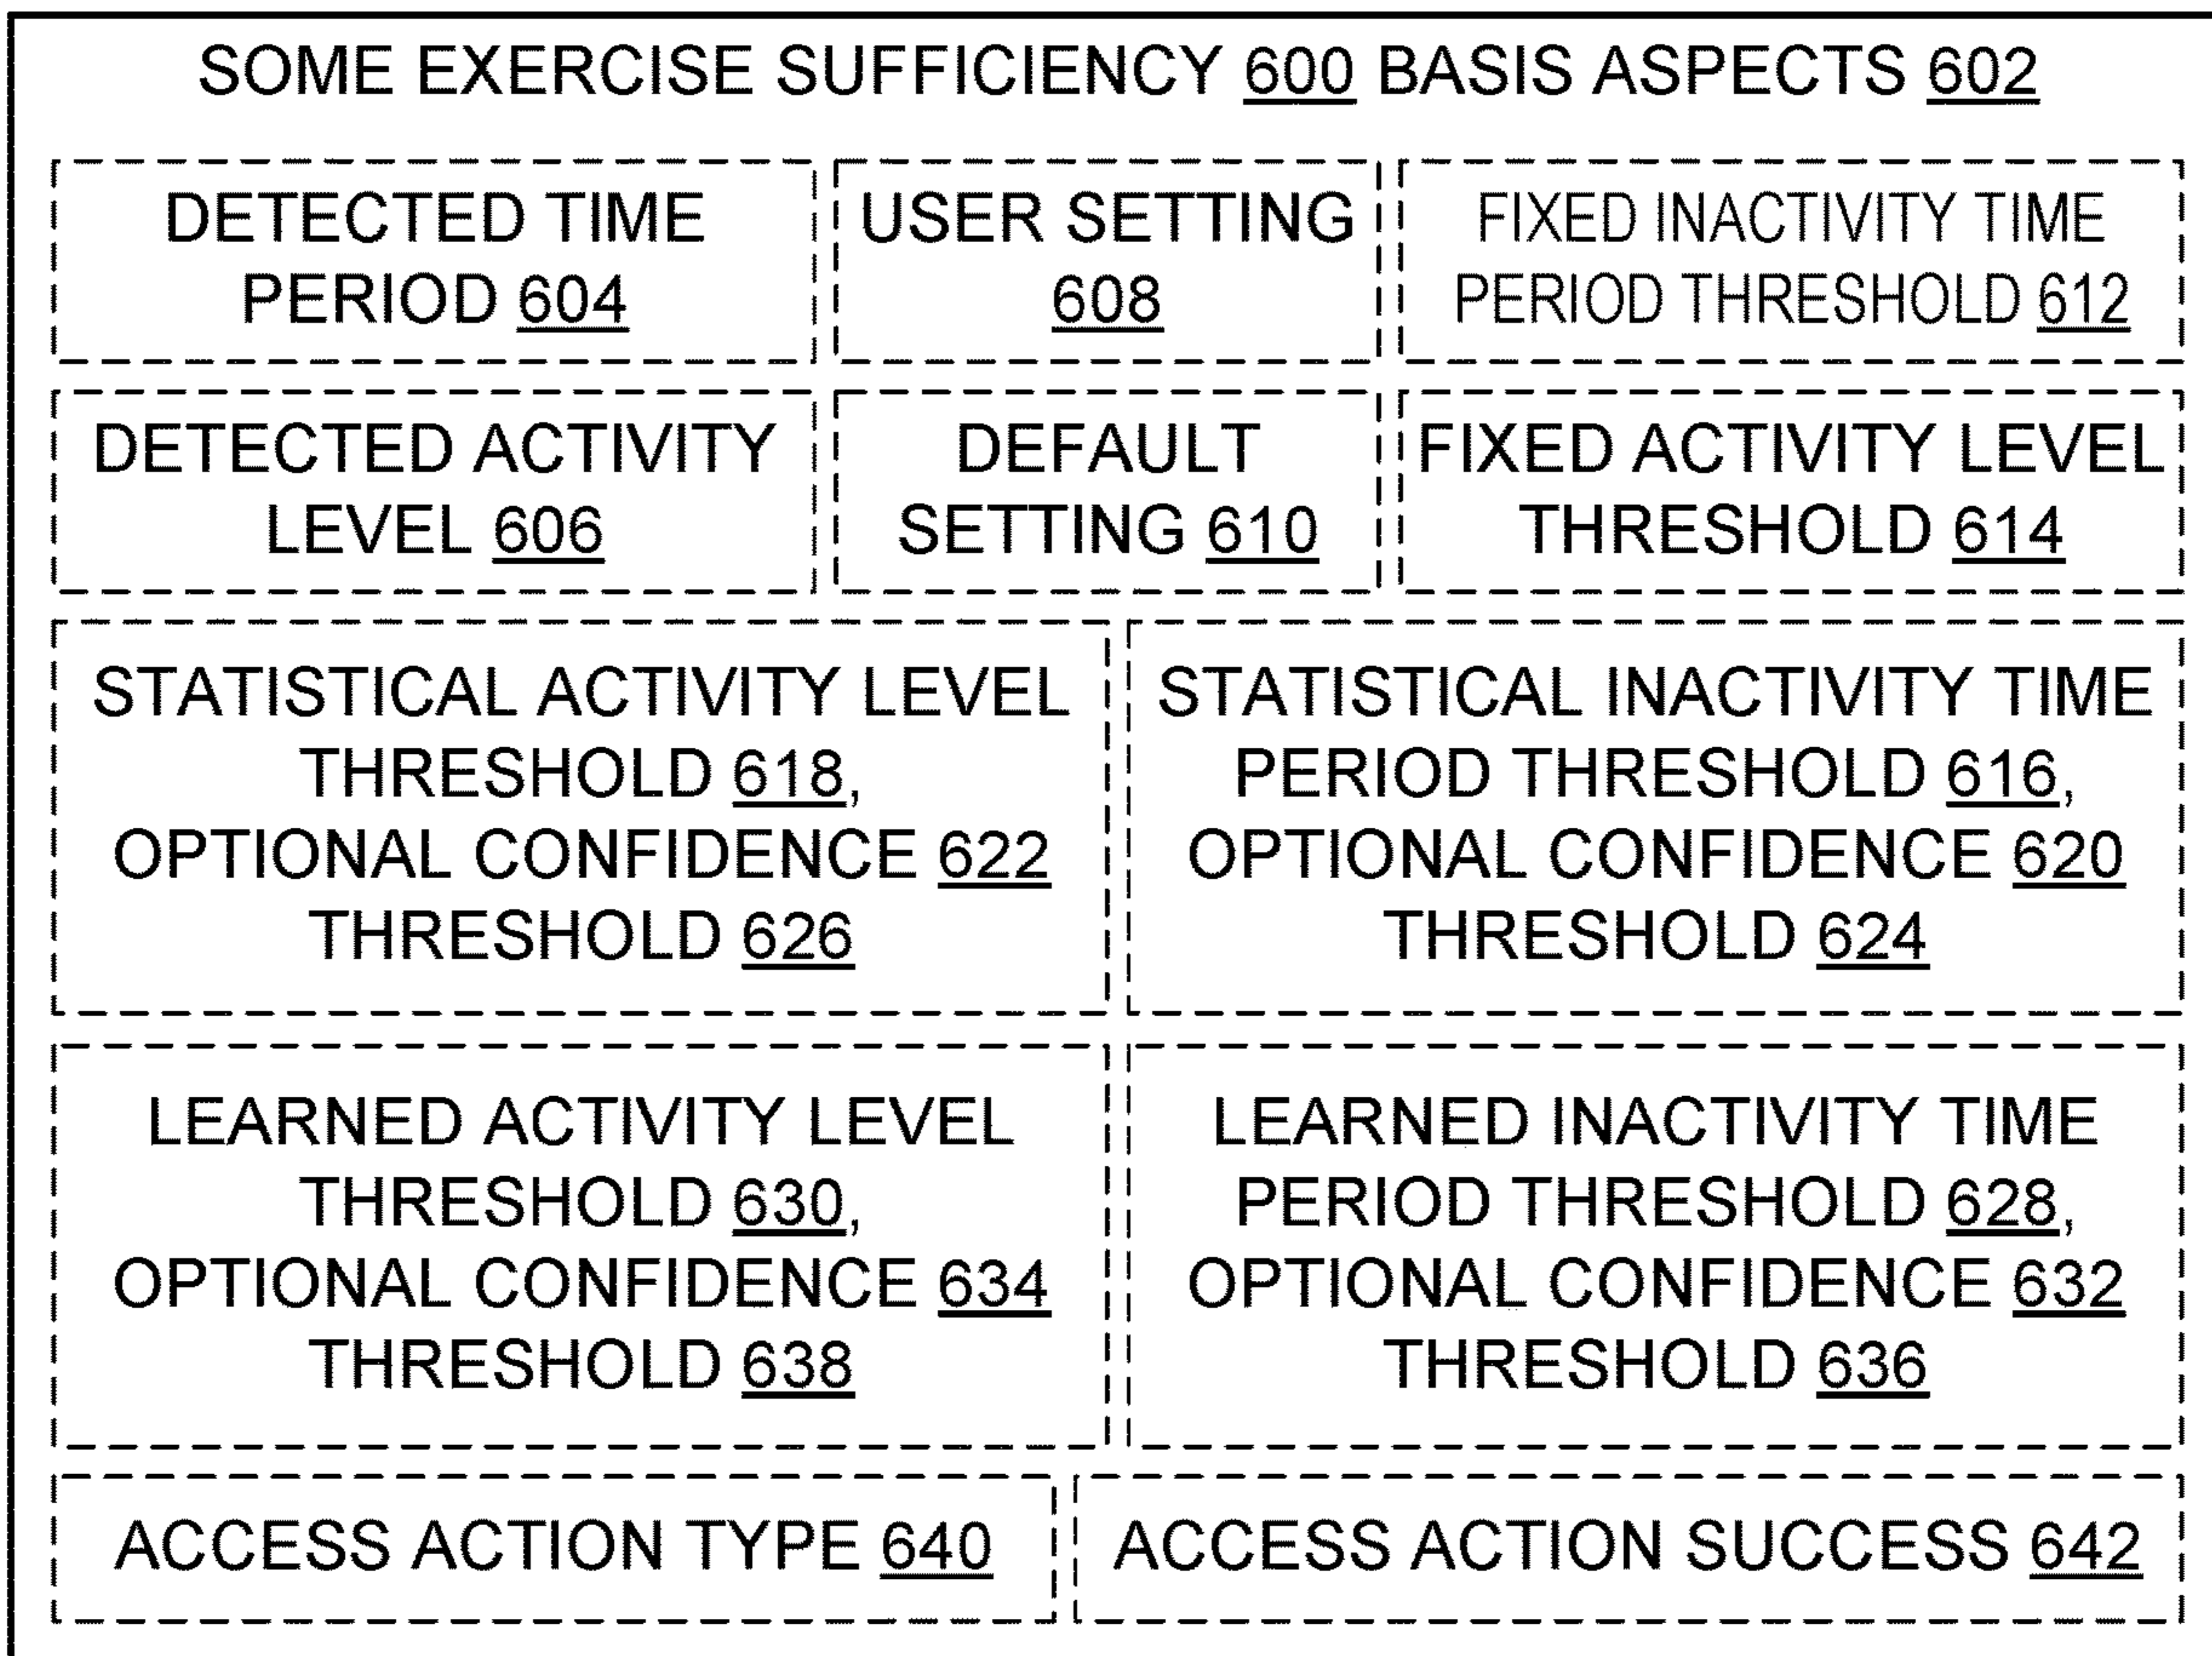 SOME EXERCISE SUFFICIENCY 600 BASIS ASPECTS 602
DETECTED TIME
PERIOD 604
USER SETTING
608
FIXED INACTIVITY TIME
PERIOD THRESHOLD 612
DETECTED ACTIVITY
LEVEL 606
DEFAULT
SETTING 610
FIXED ACTIVITY LEVEL
THRESHOLD 614
STATISTICAL ACTIVITY LEVEL
THRESHOLD 618,
OPTIONAL CONFIDENCE 622
THRESHOLD 626
STATISTICAL INACTIVITY TIME
PERIOD THRESHOLD 616,
OPTIONAL CONFIDENCE 620
THRESHOLD 624
LEARNED ACTIVITY LEVEL
THRESHOLD 630,
OPTIONAL CONFIDENCE 634
THRESHOLD 638
LEARNED INACTIVITY TIME
PERIOD THRESHOLD 628,
OPTIONAL CONFIDENCE 632
THRESHOLD 636
ACCESS ACTION TYPE 640
ACCESS ACTION SUCCESS 642